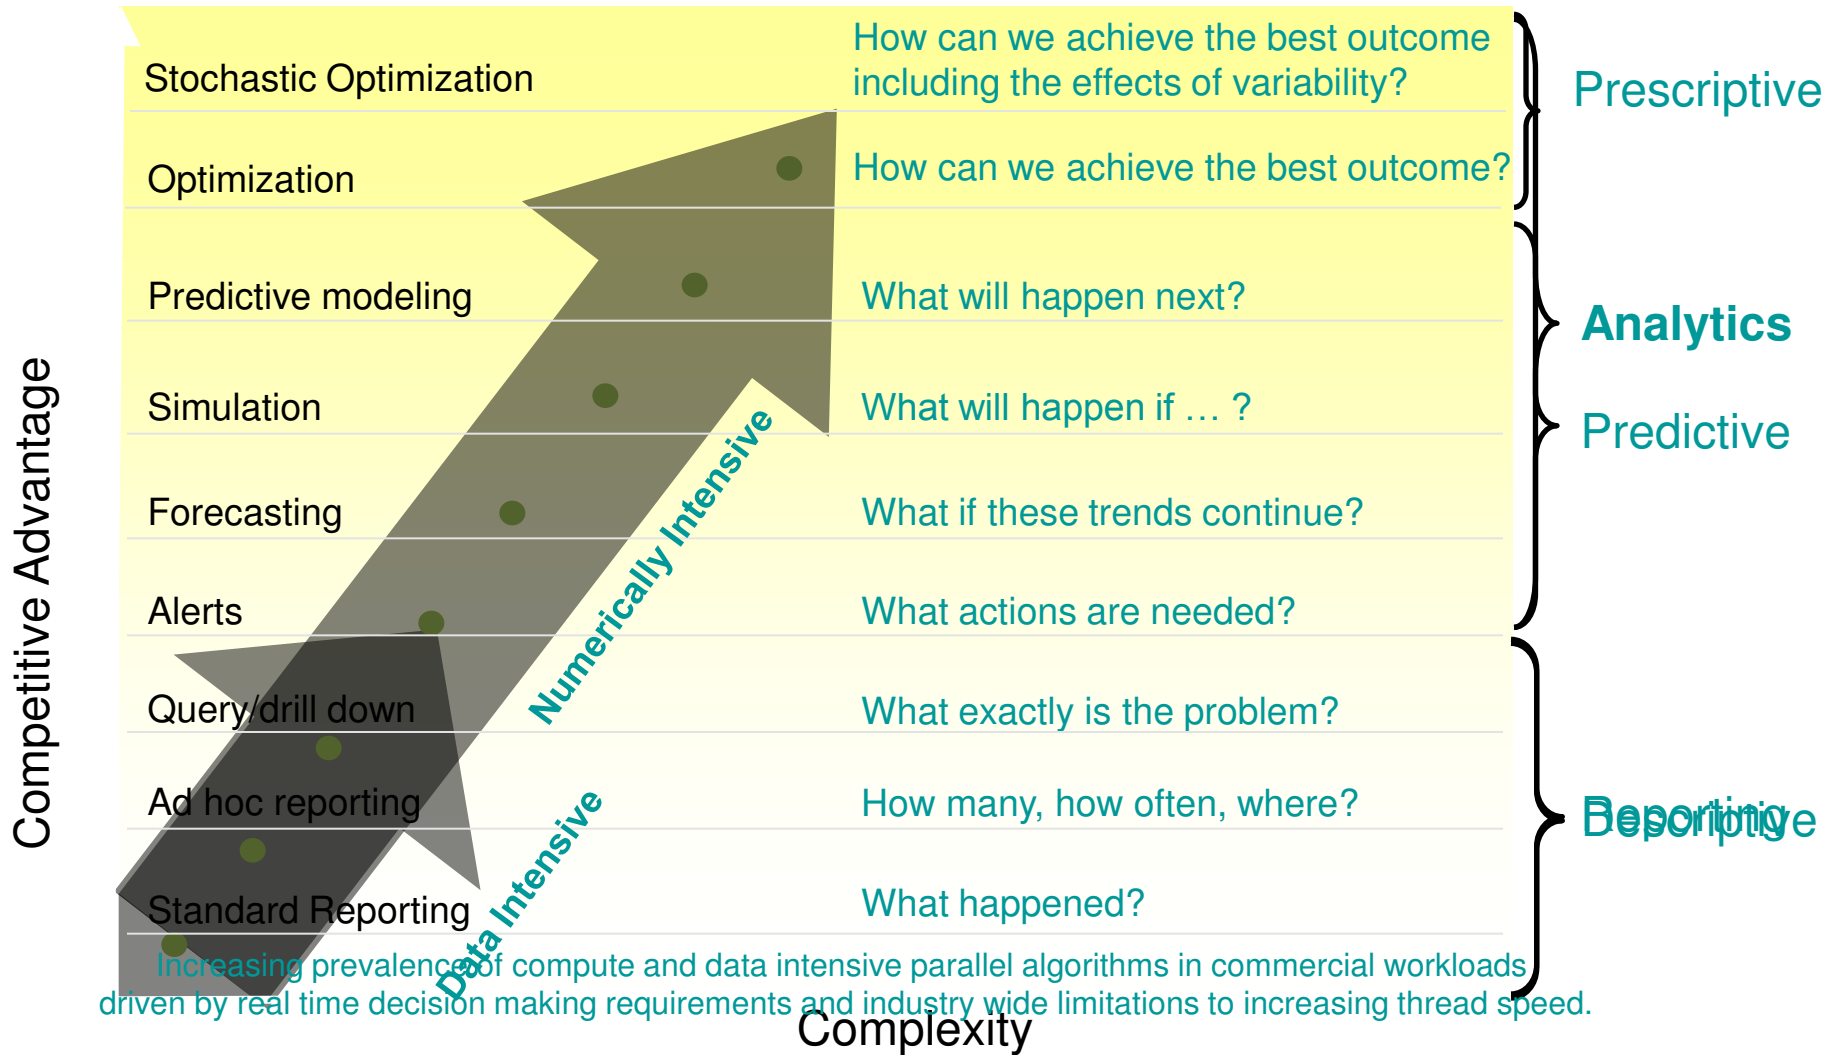 How can we achieve the best outcome
including the effects of variability?
Stochastic Optimization
Prescriptive
Optimization
How can we achieve the best outcome?
Predictive modeling
What will happen next?
Analytics
Simulation
What will happen if … ?
Predictive
Forecasting
What if these trends continue?
Alerts
What actions are needed?
Query/drill down
What exactly is the problem?
Ad hoc reporting
How many, how often, where?
Reporting
Descriptive
Standard Reporting
What happened?
Numerically Intensive
Data Intensive
Competitive Advantage
Increasing prevalence of compute and data intensive parallel algorithms in commercial workloads
driven by real time decision making requirements and industry wide limitations to increasing thread speed.
Complexity